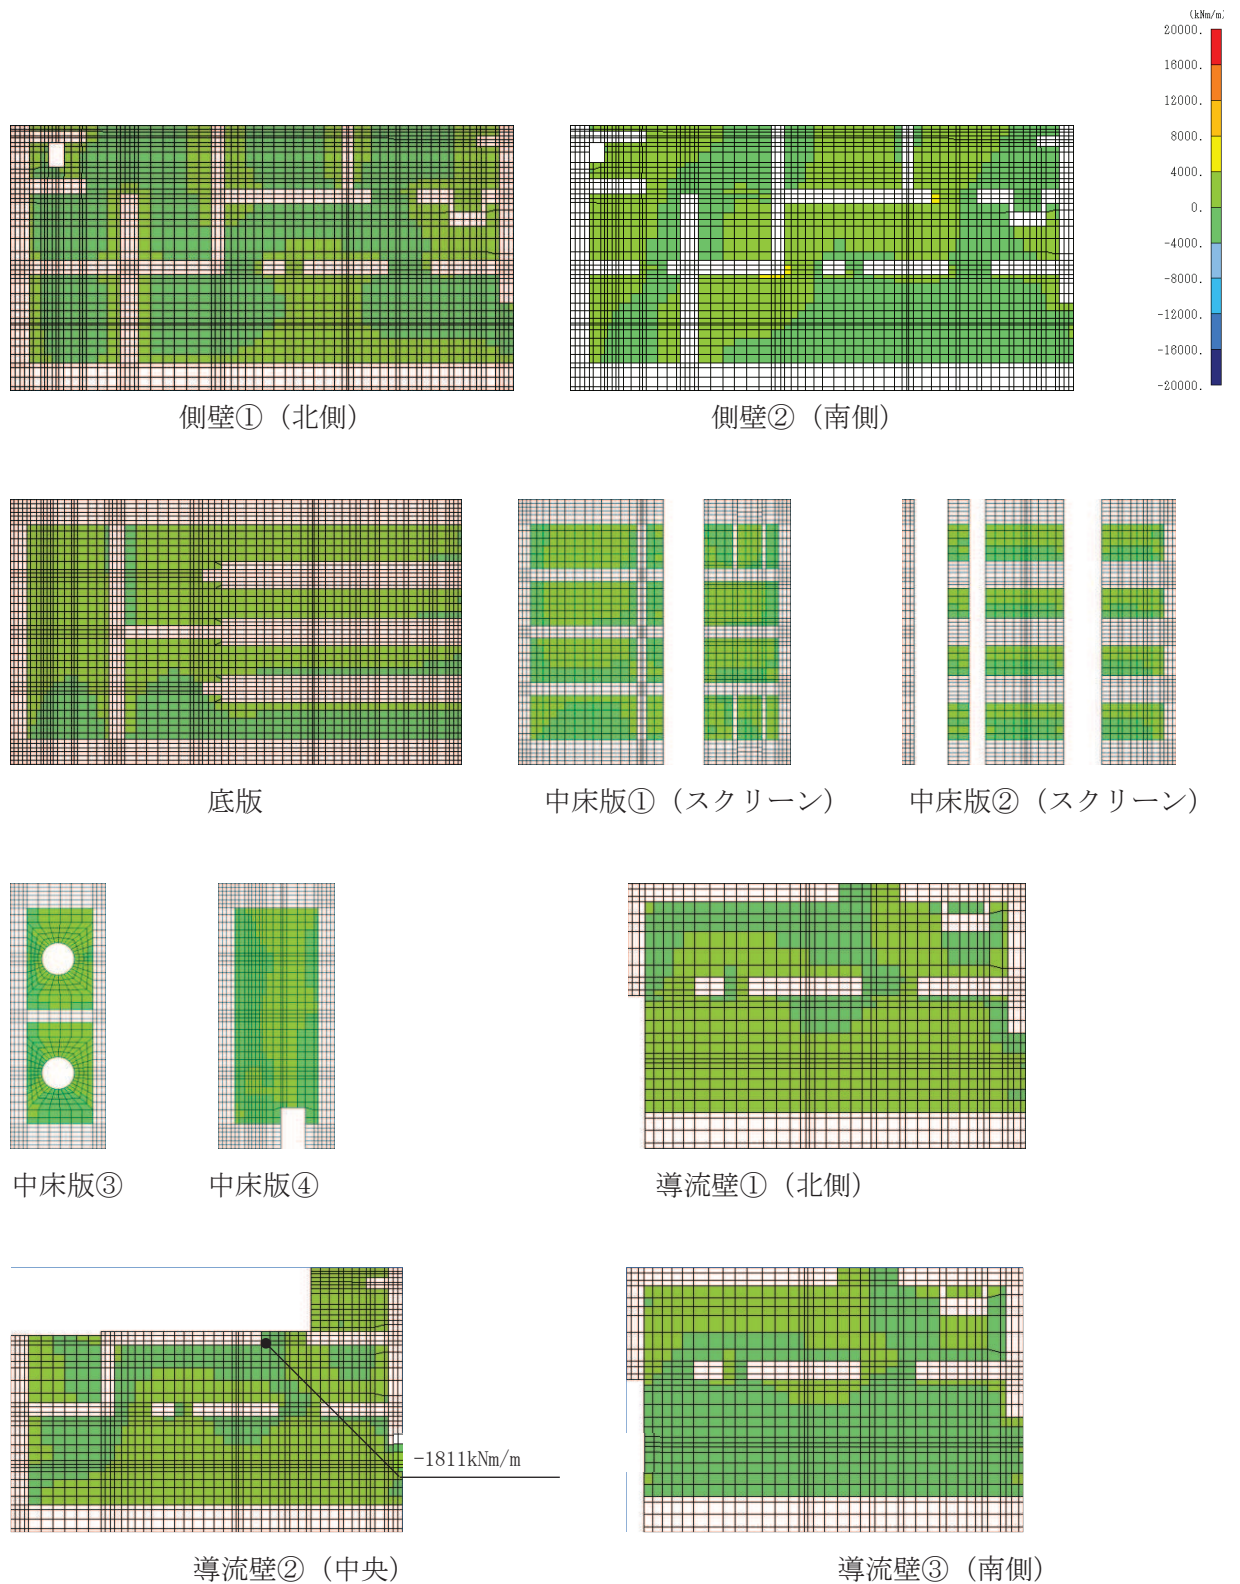 (kNm/m)
20000.
16000.
12000.
8000.
4000.
0.
-4000.
-8000.
-12000.
-16000.
-20000.
側壁①（北側）
側壁②（南側）
底版
中床版①（スクリーン）
中床版②（スクリーン）
中床版③
中床版④
導流壁①（北側）
-1811kNm/m
導流壁②（中央）
導流壁③（南側）